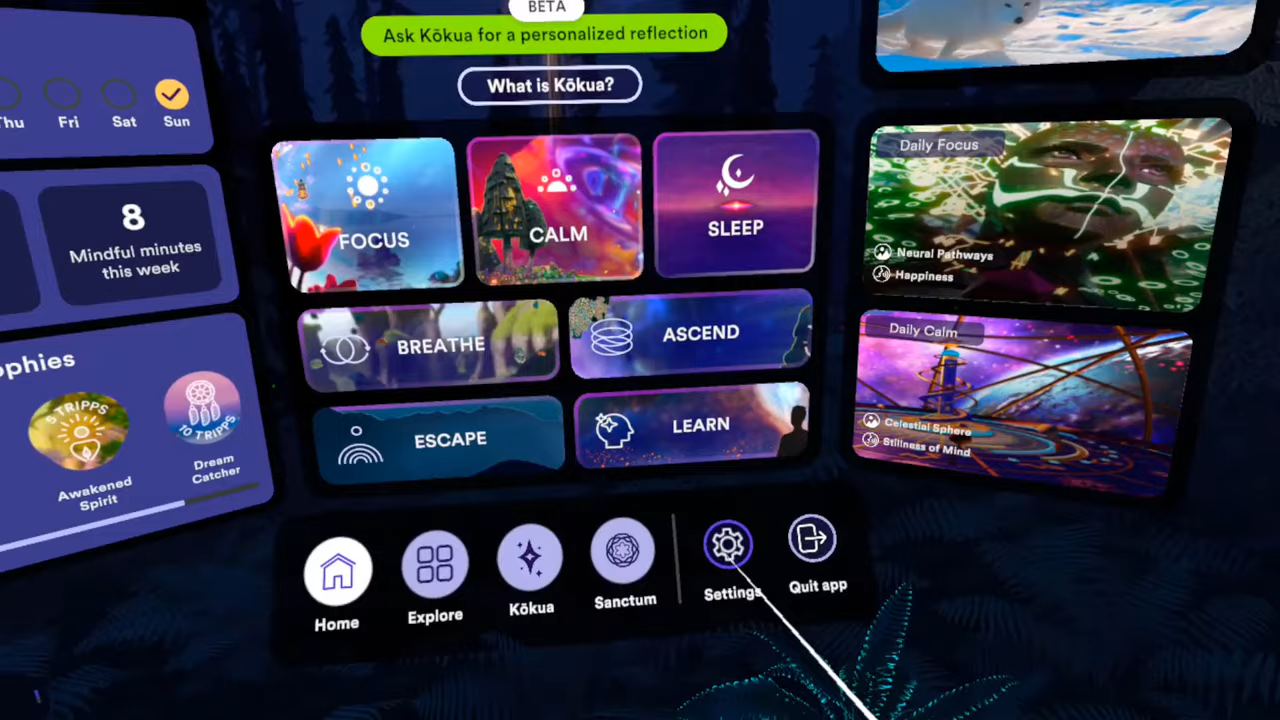 BETA
Ask Kōkua for a personalized reflection
What is Kōkua?
Thu
Fri
Sat
Sun
8
Mindful minutes
this week
ophies
5 TRIPPS
Awakened
Spirit
10 TRIPPS
Dream
Catcher
FOCUS
CALM
SLEEP
BREATHE
ASCEND
ESCAPE
LEARN
Daily Focus
Neural Pathways
Happiness
Daily Calm
Celestial Sphere
Stillness of Mind
Home
Explore
Kōkua
Sanctum
Settings
Quit app